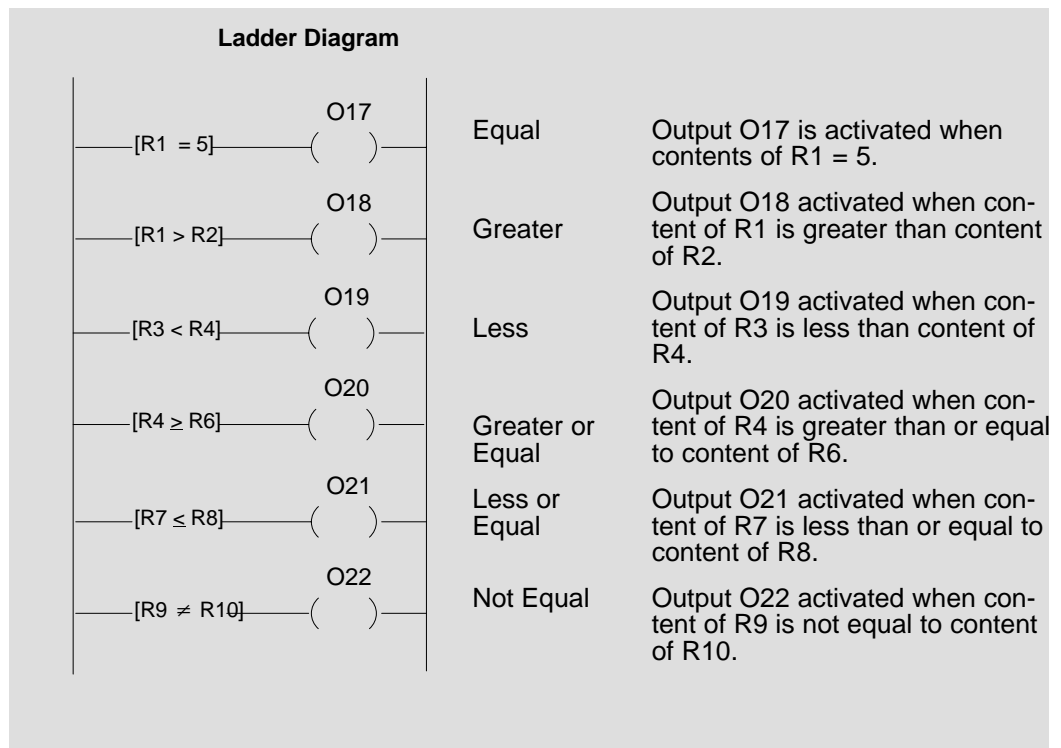 Ladder Diagram
O17
[R1 = 5]
Equal
Output O17 is activated when
contents of R1 = 5.
O18
[R1 > R2]
Greater
Output O18 activated when con-
tent of R1 is greater than content
of R2.
O19
[R3 < R4]
Less
Output O19 activated when con-
tent of R3 is less than content of
R4.
O20
[R4 ≥ R6]
Greater or
Equal
Output O20 activated when con-
tent of R4 is greater than or equal
to content of R6.
O21
[R7 ≤ R8]
Less or
Equal
Output O21 activated when con-
tent of R7 is less than or equal to
content of R8.
O22
[R9 ≠ R10]
Not Equal
Output O22 activated when con-
tent of R9 is not equal to content
of R10.